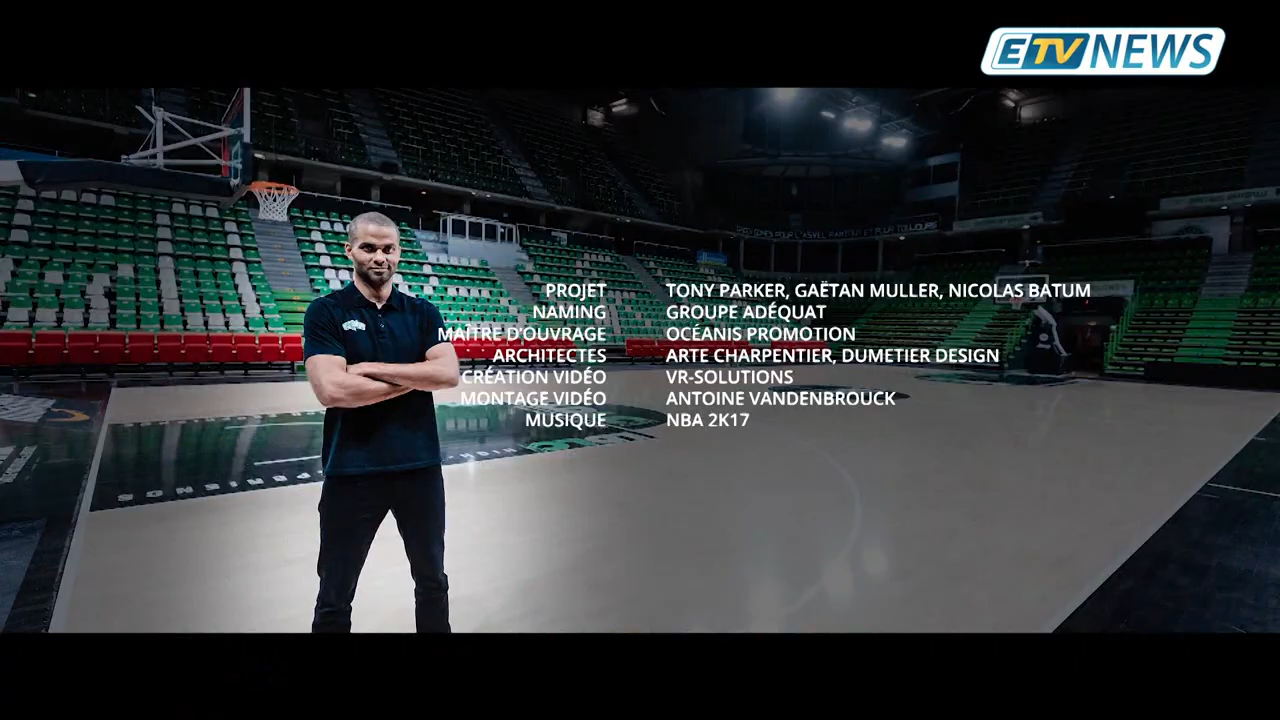 ETV NEWS
PROJET TONY PARKER, GAËTAN MULLER, NICOLAS BATUM
NAMING GROUPE ADÉQUAT
MAÎTRE D'OUVRAGE OCÉANIS PROMOTION
ARCHITECTES ARTE CHARPENTIER, DUMETIER DESIGN
CRÉATION VIDÉO VR-SOLUTIONS
MONTAGE VIDÉO ANTOINE VANDENBROUCK
MUSIQUE NBA 2K17